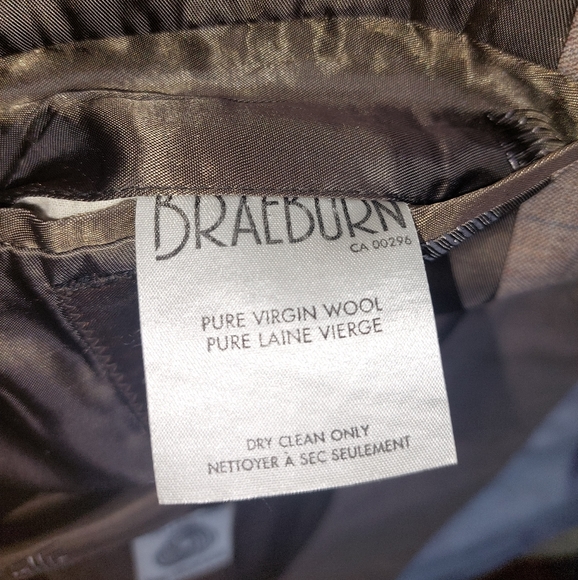 BRAEBURN
CA 00296
PURE VIRGIN WOOL
PURE LAINE VIERGE
DRY CLEAN ONLY
NETTOYER À SEC SEULEMENT